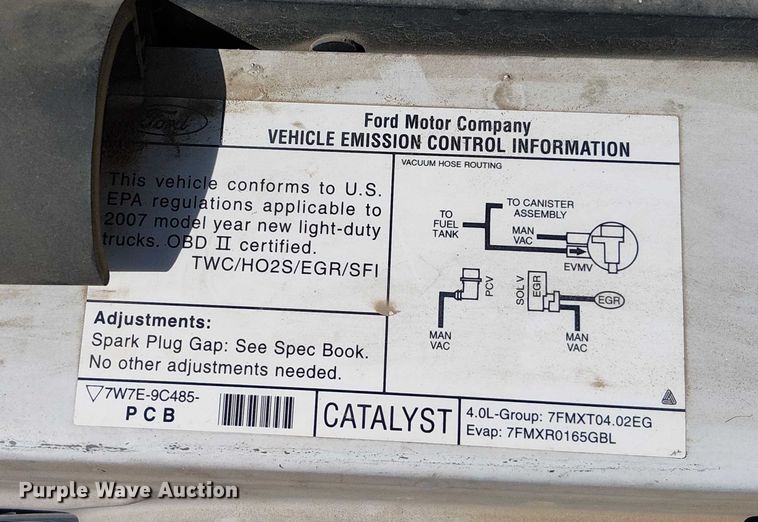 Ford
Ford Motor Company
VEHICLE EMISSION CONTROL INFORMATION
This vehicle conforms to U.S.
EPA regulations applicable to
2007 model year new light-duty
trucks. OBD II certified.
TWC/HO2S/EGR/SFI
Adjustments:
Spark Plug Gap: See Spec Book.
No other adjustments needed.
VACUUM HOSE ROUTING
TO CANISTER
ASSEMBLY
TO
FUEL
TANK
MAN
VAC
EVMV
PCV
MAN
VAC
SOL V
EGR
EGR
MAN
VAC
▽7W7E-9C485-
PCB
CATALYST
4.0L-Group: 7FMXT04.02EG
Evap: 7FMXR0165GBL
Purple Wave Auction